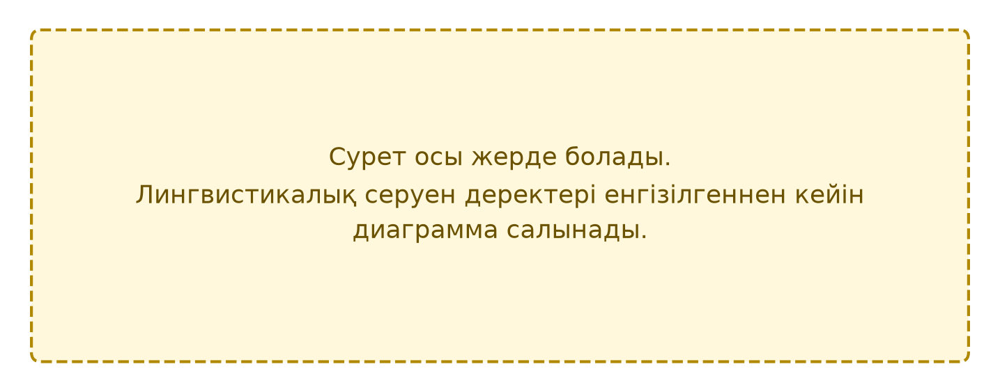 Сурет осы жерде болады.
Лингвистикалық серуен деректері енгізілгеннен кейін
диаграмма салынады.